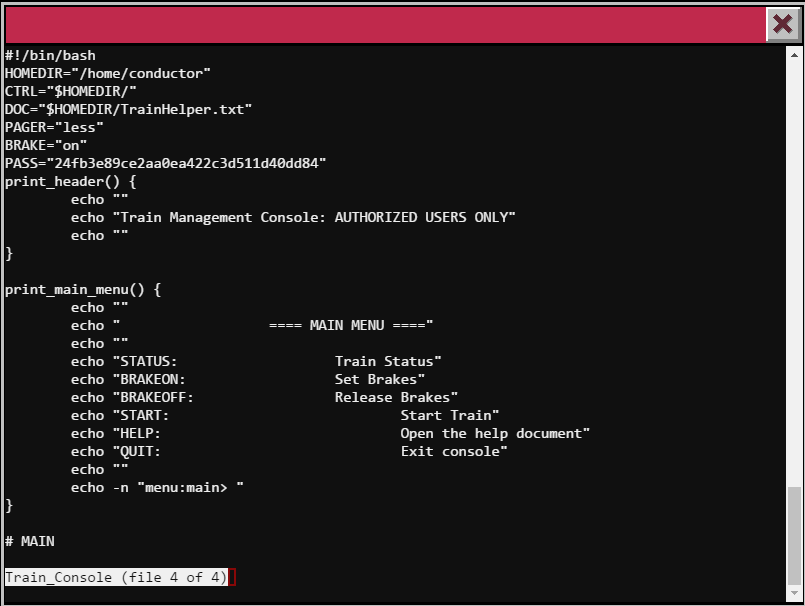 #!/bin/bash
HOMEDIR="/home/conductor"
CTRL="$HOMEDIR/"
DOC="$HOMEDIR/TrainHelper.txt"
PAGER="less"
BRAKE="on"
PASS="24fb3e89ce2aa0ea422c3d511d40dd84"
print_header() {
        echo ""
        echo "Train Management Console: AUTHORIZED USERS ONLY"
        echo ""
}

print_main_menu() {
        echo ""
        echo "                  ==== MAIN MENU ===="
        echo ""
        echo "STATUS:                   Train Status"
        echo "BRAKEON:                  Set Brakes"
        echo "BRAKEOFF:                 Release Brakes"
        echo "START:                            Start Train"
        echo "HELP:                             Open the help document"
        echo "QUIT:                             Exit console"
        echo ""
        echo -n "menu:main> "
}

# MAIN

Train_Console (file 4 of 4)